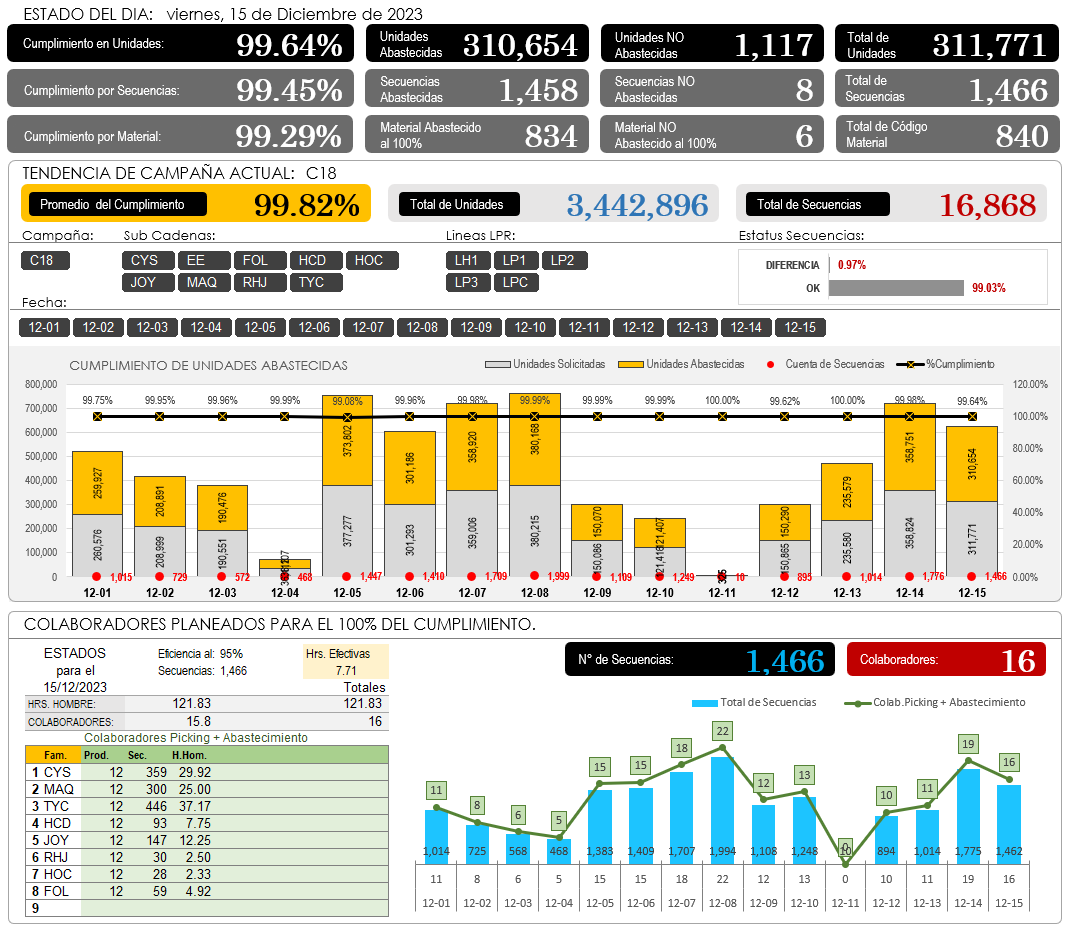 ESTADO DEL DIA: viernes, 15 de Diciembre de 2023
Cumplimiento en Unidades: 99.64%
Unidades Abastecidas 310,654
Unidades NO Abastecidas 1,117
Total de Unidades 311,771
Cumplimiento por Secuencias: 99.45%
Secuencias Abastecidas 1,458
Secuencias NO Abastecidas 8
Total de Secuencias 1,466
Cumplimiento por Material: 99.29%
Material Abastecido al 100% 834
Material NO Abastecido al 100% 6
Total de Código Material 840
TENDENCIA DE CAMPAÑA ACTUAL: C18
Promedio del Cumplimiento 99.82%
Total de Unidades 3,442,896
Total de Secuencias 16,868
Campaña: Sub Cadenas: Lineas LPR: Estatus Secuencias:
C18 CYS EE FOL HCD HOC LH1 LP1 LP2
JOY MAQ RHJ TYC LP3 LPC
DIFERENCIA 0.97%
OK 99.03%
Fecha:
12-01 12-02 12-03 12-04 12-05 12-06 12-07 12-08 12-09 12-10 12-11 12-12 12-13 12-14 12-15
CUMPLIMIENTO DE UNIDADES ABASTECIDAS
Unidades Solicitadas Unidades Abastecidas Cuenta de Secuencias %Cumplimiento
800,000 700,000 600,000 500,000 400,000 300,000 200,000 100,000 0
120.00% 100.00% 80.00% 60.00% 40.00% 20.00% 0.00%
99.75% 99.95% 99.96% 99.99% 99.08% 99.96% 99.98% 99.99% 99.99% 99.99% 100.00% 99.62% 100.00% 99.98% 99.64%
259,927 208,891 190,476 373,802 301,186 358,920 380,168 150,070 121,407 150,290 235,579 358,751 310,654
260,576 208,999 190,551 377,277 301,293 359,006 380,215 150,086 121,418 150,865 235,580 358,824 311,771
1,015 729 572 468 1,447 1,410 1,709 1,999 1,109 1,249 10 895 1,014 1,776 1,466
12-01 12-02 12-03 12-04 12-05 12-06 12-07 12-08 12-09 12-10 12-11 12-12 12-13 12-14 12-15
COLABORADORES PLANEADOS PARA EL 100% DEL CUMPLIMIENTO.
ESTADOS Eficiencia al: 95% Hrs. Efectivas
para el Secuencias: 1,466 7.71
15/12/2023 Totales
HRS. HOMBRE: 121.83 121.83
COLABORADORES: 15.8 16
Colaboradores Picking + Abastecimiento
Fam. Prod. Sec. H.Hom.
1 CYS 12 359 29.92
2 MAQ 12 300 25.00
3 TYC 12 446 37.17
4 HCD 12 93 7.75
5 JOY 12 147 12.25
6 RHJ 12 30 2.50
7 HOC 12 28 2.33
8 FOL 12 59 4.92
9
N° de Secuencias: 1,466
Colaboradores: 16
Total de Secuencias Colab.Picking + Abastecimiento
11 8 6 5 15 15 18 22 12 13 0 10 11 19 16
1,014 725 568 468 1,383 1,409 1,707 1,994 1,108 1,248 10 894 1,014 1,775 1,462
11 8 6 5 15 15 18 22 12 13 0 10 11 19 16
12-01 12-02 12-03 12-04 12-05 12-06 12-07 12-08 12-09 12-10 12-11 12-12 12-13 12-14 12-15